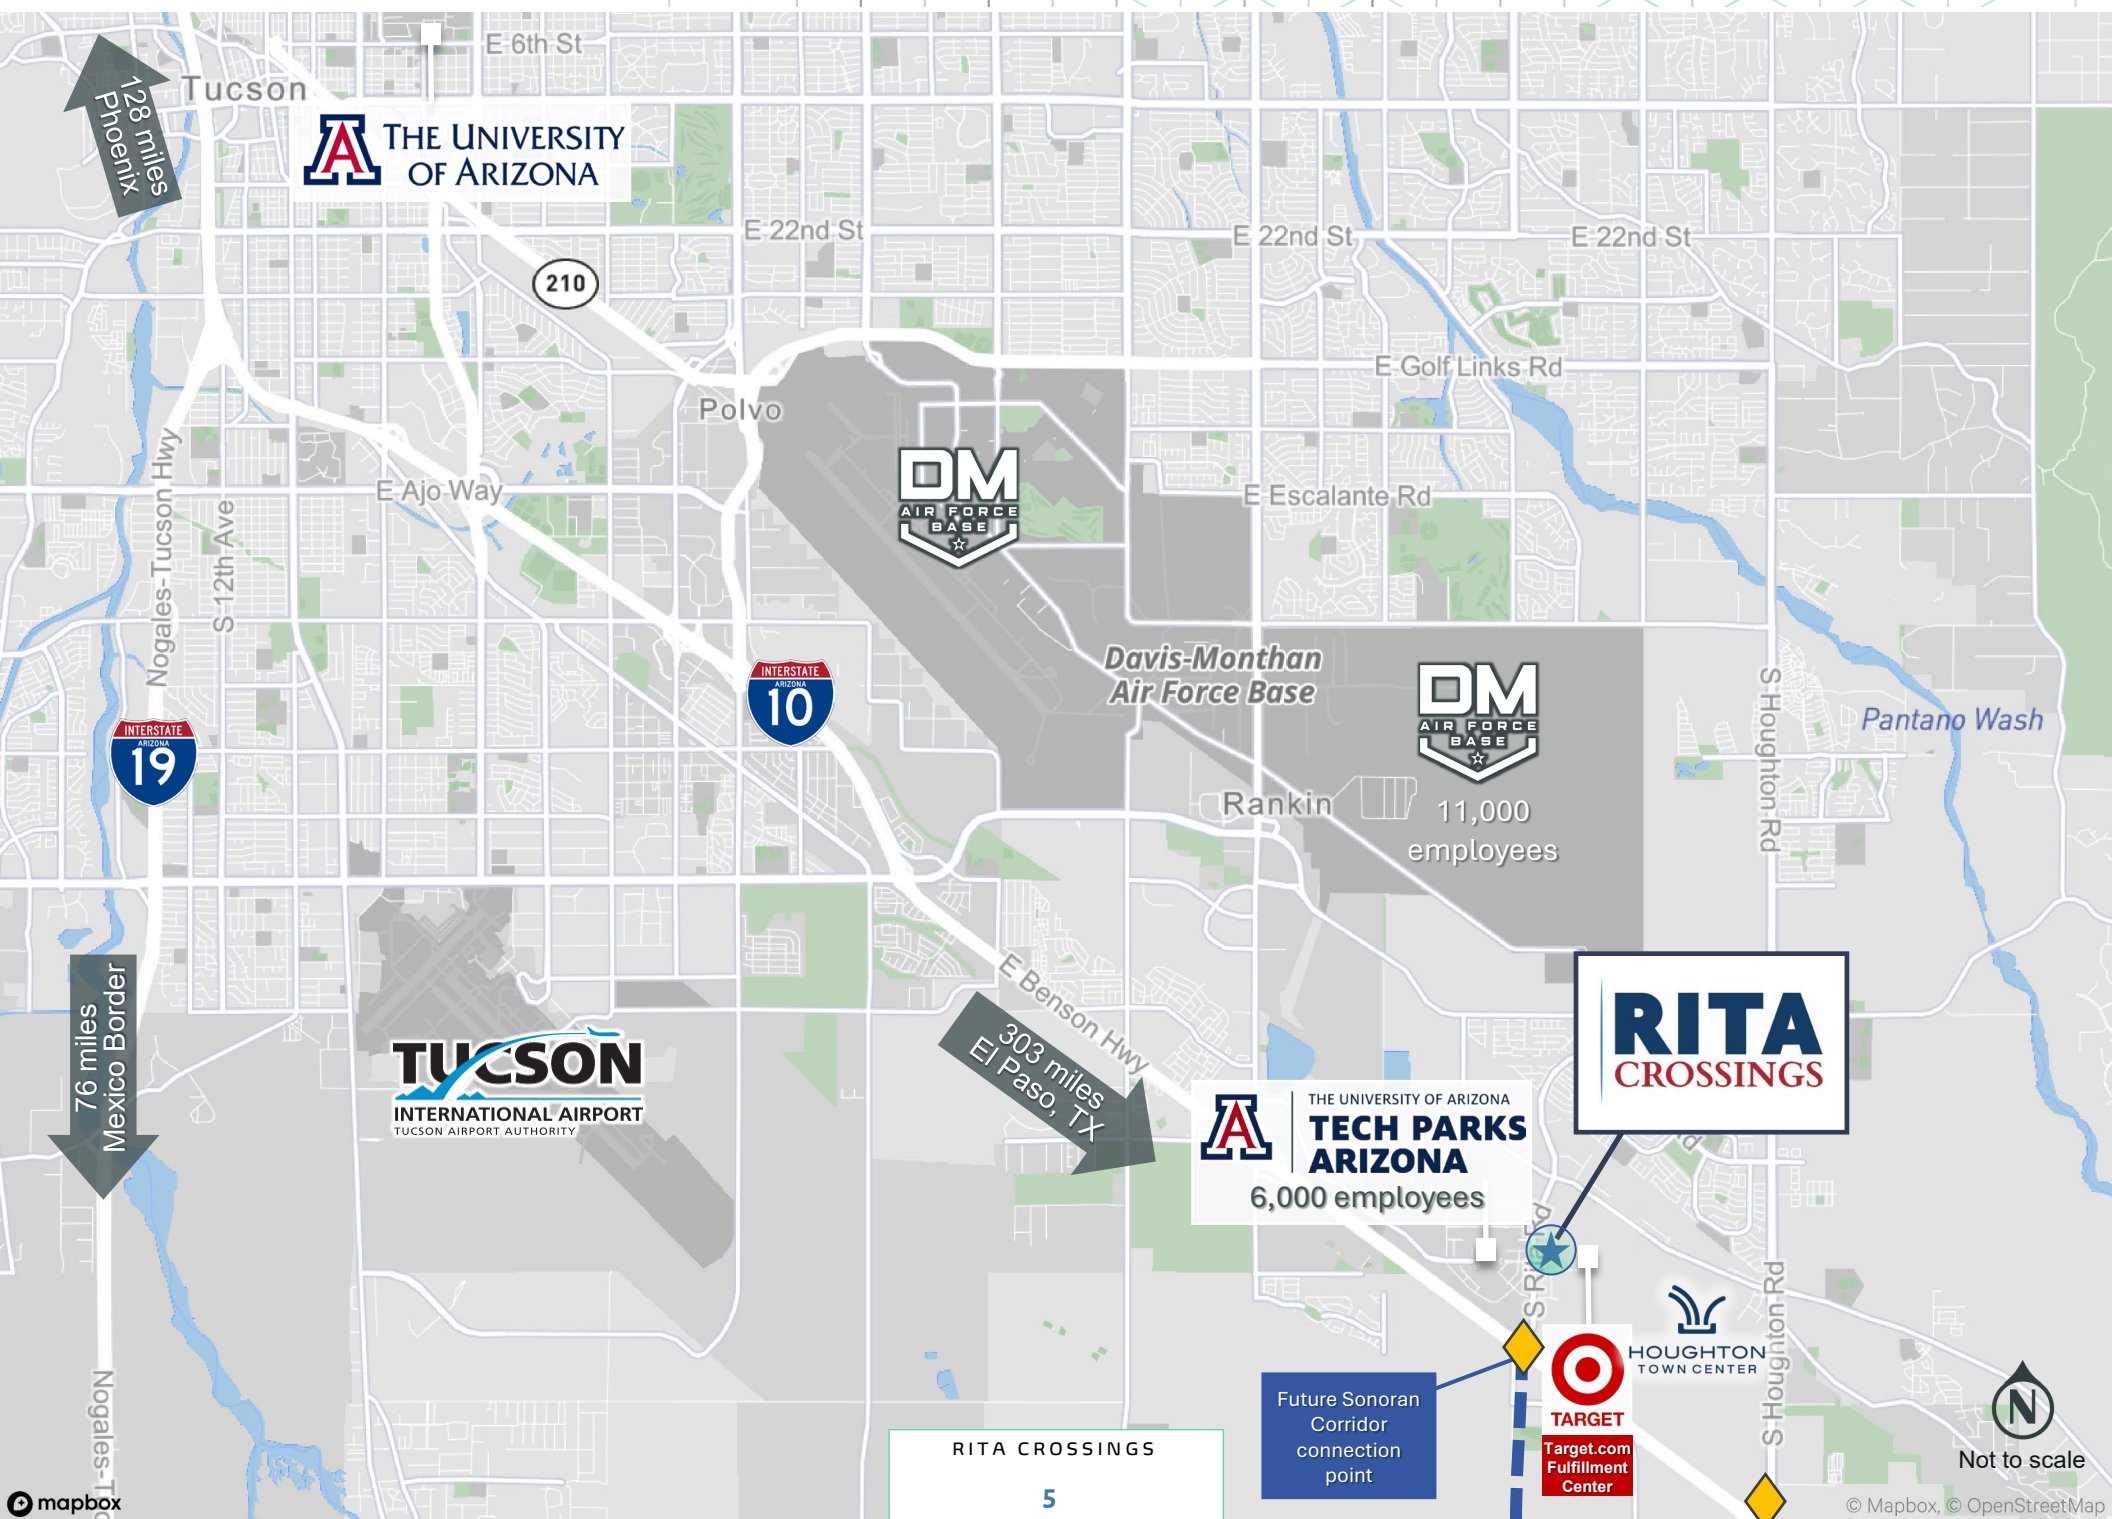 E 6th St
Tucson
128 miles
Phoenix
A THE UNIVERSITY
OF ARIZONA
E 22nd St
E 22nd St
E 22nd St
210
E Golf Links Rd
Polvo
Nogales-Tucson Hwy
S 12th Ave
E Ajo Way
DM
AIR FORCE
BASE
E Escalante Rd
Davis-Monthan
Air Force Base
INTERSTATE
ARIZONA
10
INTERSTATE
ARIZONA
19
DM
AIR FORCE
BASE
11,000
employees
S Houghton Rd
Pantano Wash
Rankin
76 miles
Mexico Border
TUCSON
INTERNATIONAL AIRPORT
TUCSON AIRPORT AUTHORITY
E Benson Hwy
303 miles
El Paso, TX
RITA
CROSSINGS
A THE UNIVERSITY OF ARIZONA
TECH PARKS
ARIZONA
6,000 employees
S Rita Rd
HOUGHTON
TOWN CENTER
S Houghton Rd
TARGET
Target.com
Fulfillment
Center
Future Sonoran
Corridor
connection
point
N
Not to scale
Nogales-T
RITA CROSSINGS
5
mapbox
© Mapbox, © OpenStreetMap